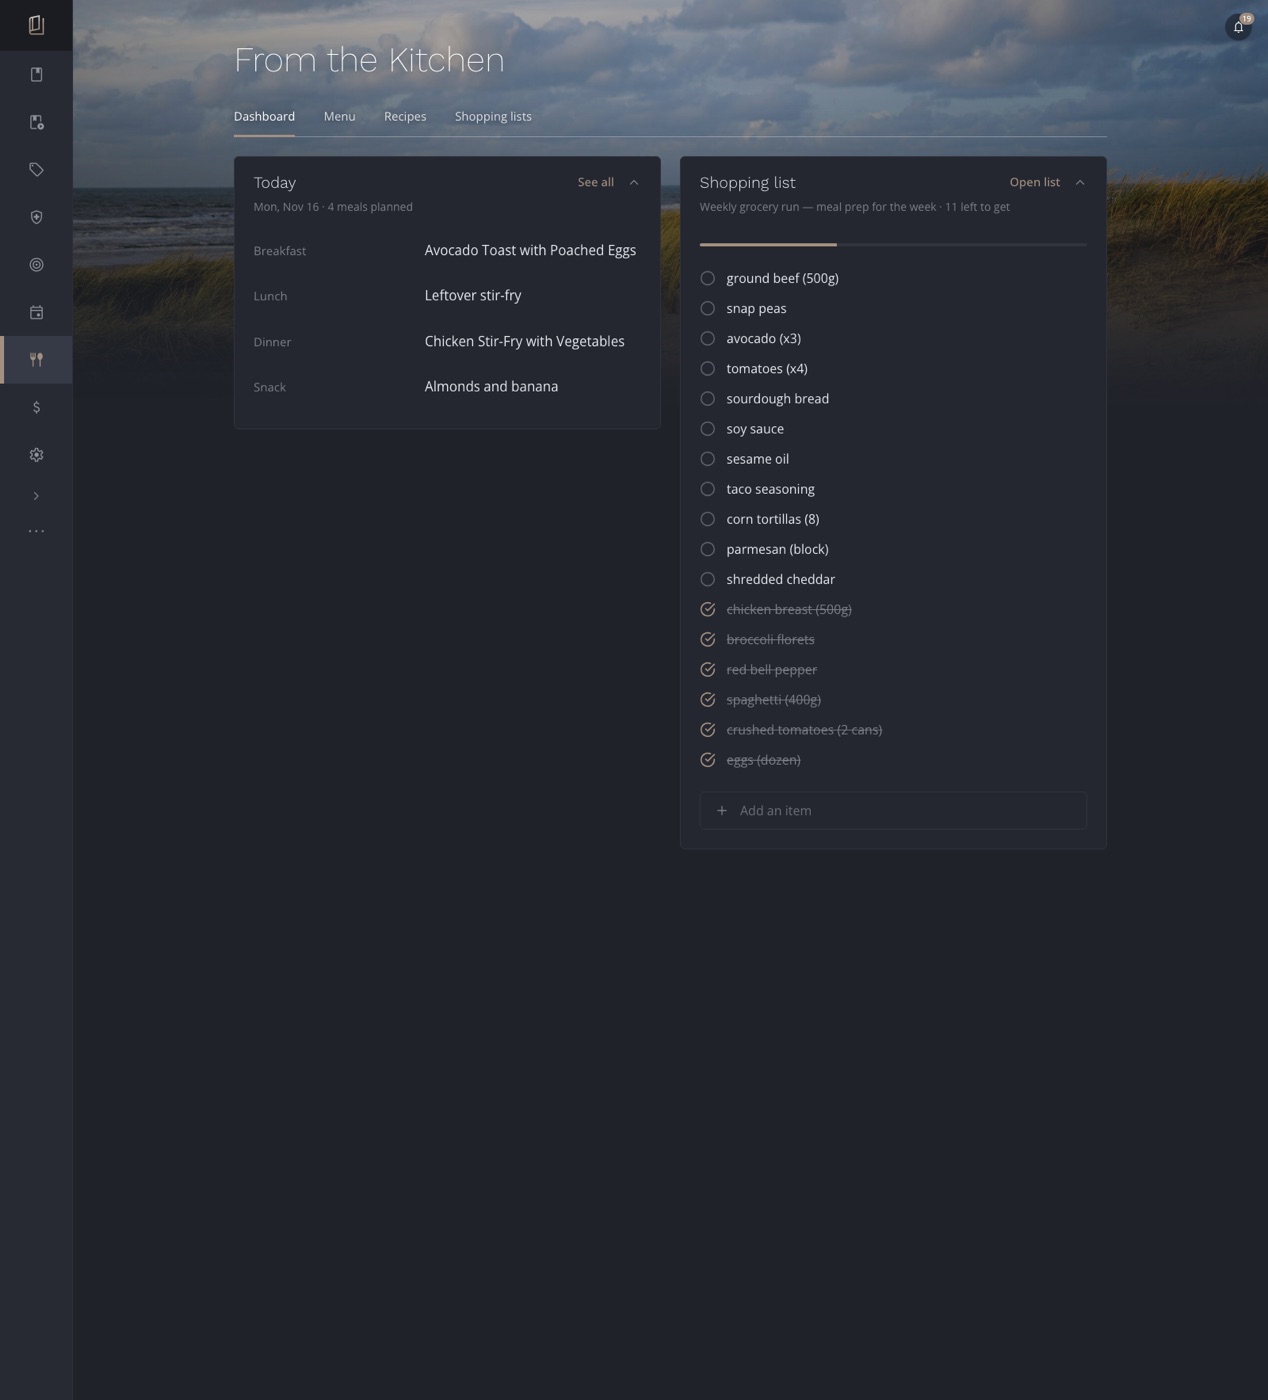 19
From the Kitchen
Dashboard Menu Recipes Shopping lists
Today See all
Mon, Nov 16 · 4 meals planned
Breakfast Avocado Toast with Poached Eggs
Lunch Leftover stir-fry
Dinner Chicken Stir-Fry with Vegetables
Snack Almonds and banana
Shopping list Open list
Weekly grocery run — meal prep for the week · 11 left to get
ground beef (500g)
snap peas
avocado (x3)
tomatoes (x4)
sourdough bread
soy sauce
sesame oil
taco seasoning
corn tortillas (8)
parmesan (block)
shredded cheddar
chicken breast (500g)
broccoli florets
red bell pepper
spaghetti (400g)
crushed tomatoes (2 cans)
eggs (dozen)
+ Add an item